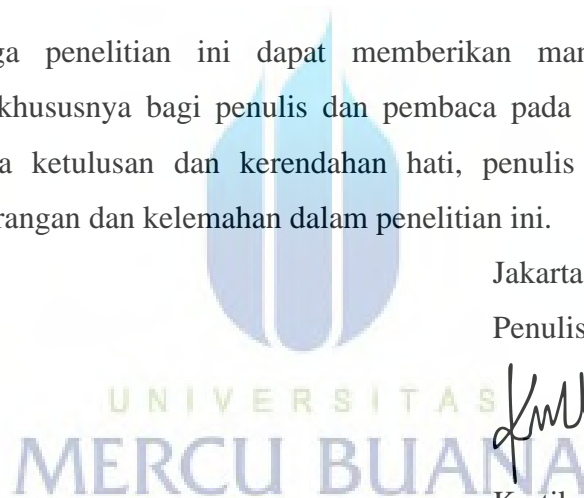 ga penelitian ini dapat memberikan
khususnya bagi penulis dan pembaca pada
a ketulusan dan kerendahan hati, penulis
rangan dan kelemahan dalam penelitian ini.
Jakarta
Penulis
UNIVERSITAS
MERCU BUANA